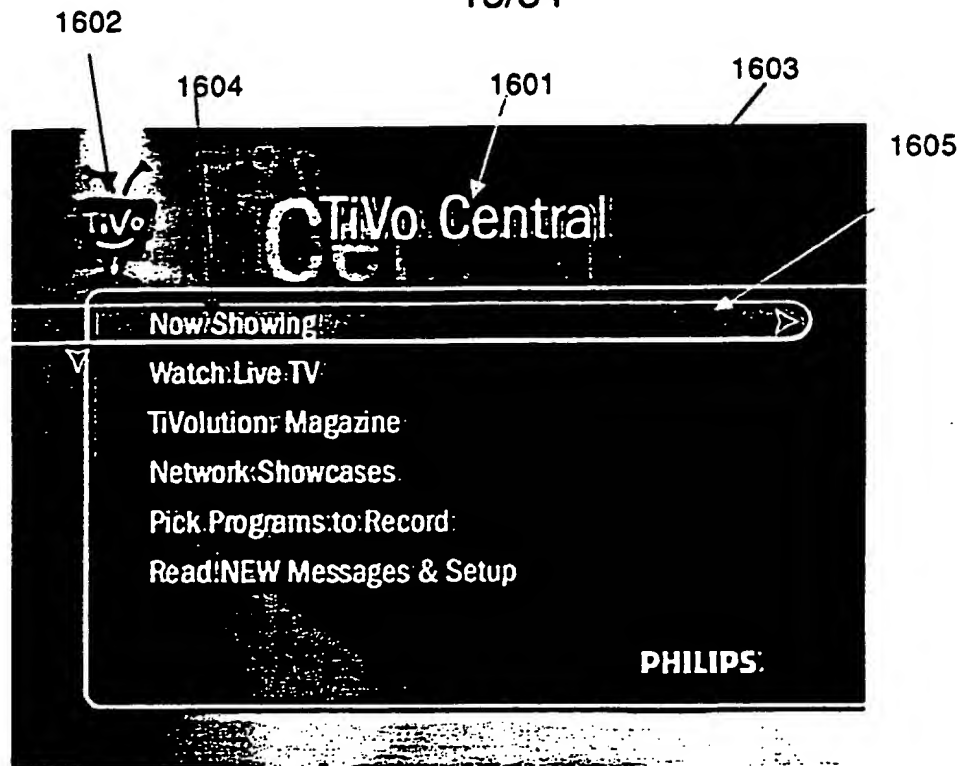 1602
1604
1601
1603
1605
TiVo
TiVo Central
Now Showing
Watch Live TV
TiVolution Magazine
Network Showcases
Pick Programs to Record
Read NEW Messages & Setup
PHILIPS